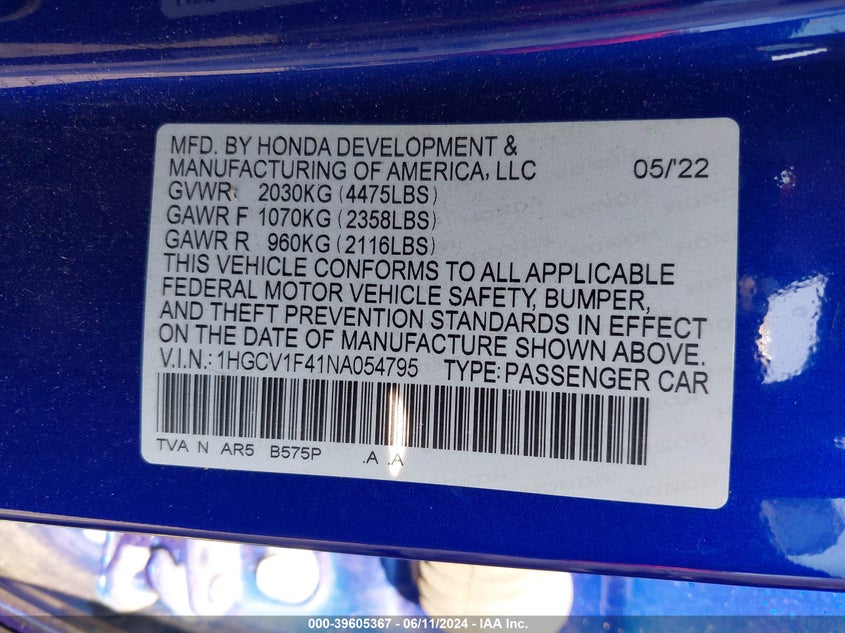 MFD. BY HONDA DEVELOPMENT &
MANUFACTURING OF AMERICA, LLC 05/'22
GVWR 2030KG (4475LBS)
GAWR F 1070KG (2358LBS)
GAWR R 960KG (2116LBS)
THIS VEHICLE CONFORMS TO ALL APPLICABLE
FEDERAL MOTOR VEHICLE SAFETY, BUMPER,
AND THEFT PREVENTION STANDARDS IN EFFECT
ON THE DATE OF MANUFACTURE SHOWN ABOVE.
V.I.N.: 1HGCV1F41NA054795 TYPE: PASSENGER CAR
TVA N AR5 B575P .A .A
000-39605367 - 06/11/2024 - IAA Inc.